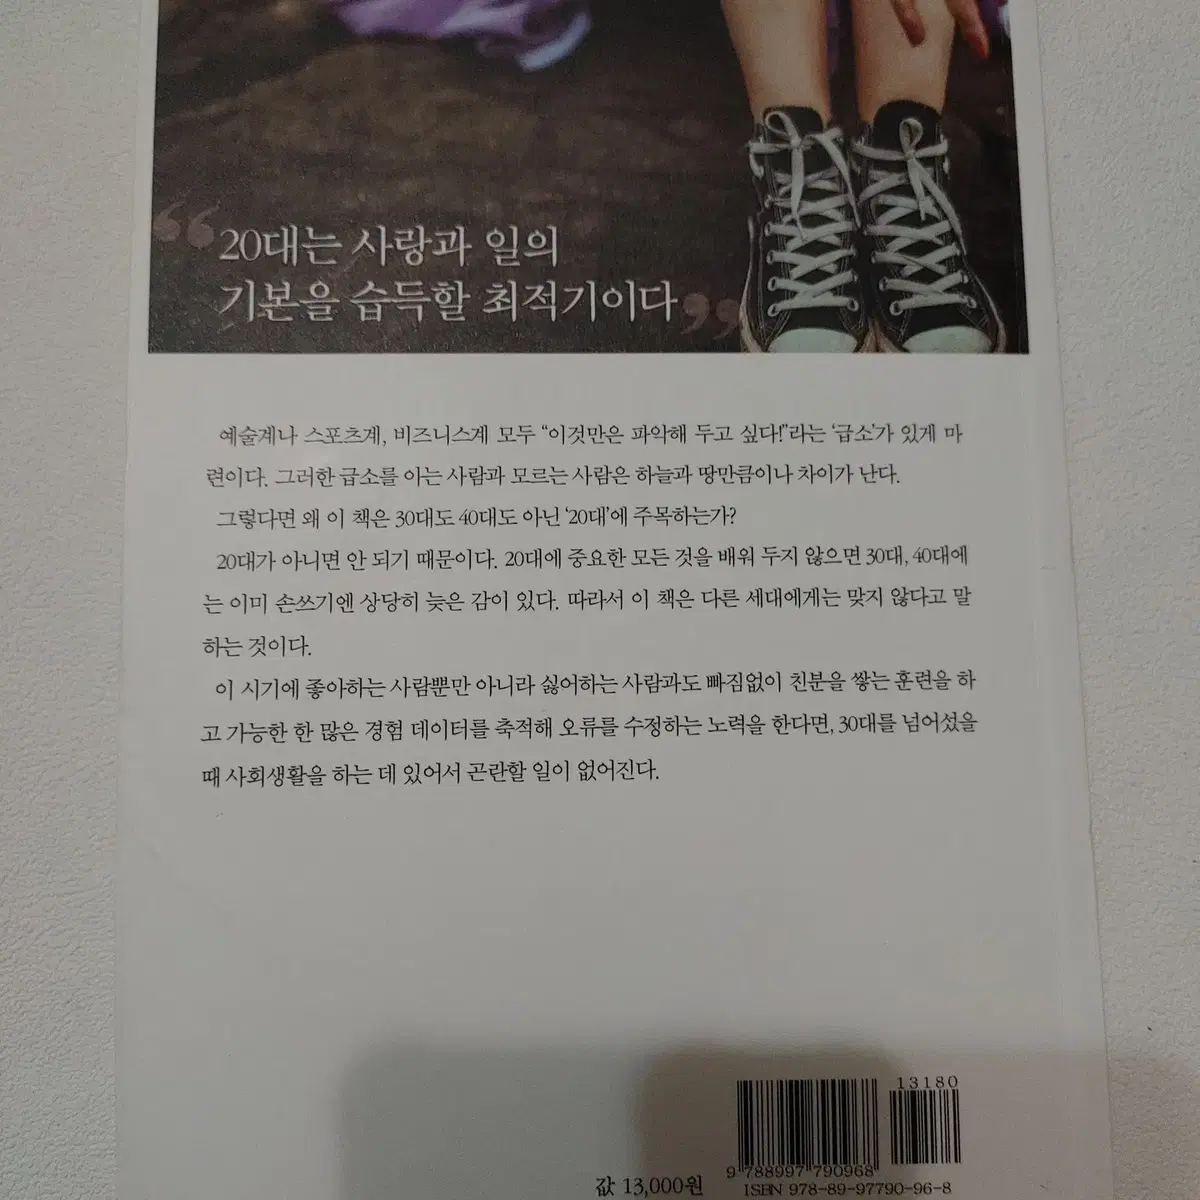 “20대는 사랑과 일의
기본을 습득할 최적기이다”
예술계나 스포츠계, 비즈니스계 모두 “이것만은 파악해 두고 싶다!”라는 ‘급소’가 있게 마
련이다. 그러한 급소를 아는 사람과 모르는 사람은 하늘과 땅만큼이나 차이가 난다.
그렇다면 왜 이 책은 30대도 40대도 아닌 ‘20대’에 주목하는가?
20대가 아니면 안 되기 때문이다. 20대에 중요한 모든 것을 배워 두지 않으면 30대, 40대에
는 이미 손쓰기엔 상당히 늦은 감이 있다. 따라서 이 책은 다른 세대에게는 맞지 않다고 말
하는 것이다.
이 시기에 좋아하는 사람뿐만 아니라 싫어하는 사람과도 빠짐없이 친분을 쌓는 훈련을 하
고 가능한 한 많은 경험 데이터를 축적해 오류를 수정하는 노력을 한다면, 30대를 넘어섰을
때 사회생활을 하는 데 있어서 곤란할 일이 없어진다.
13180
9 788997 790968
값 13,000원
ISBN 978-89-97790-96-8